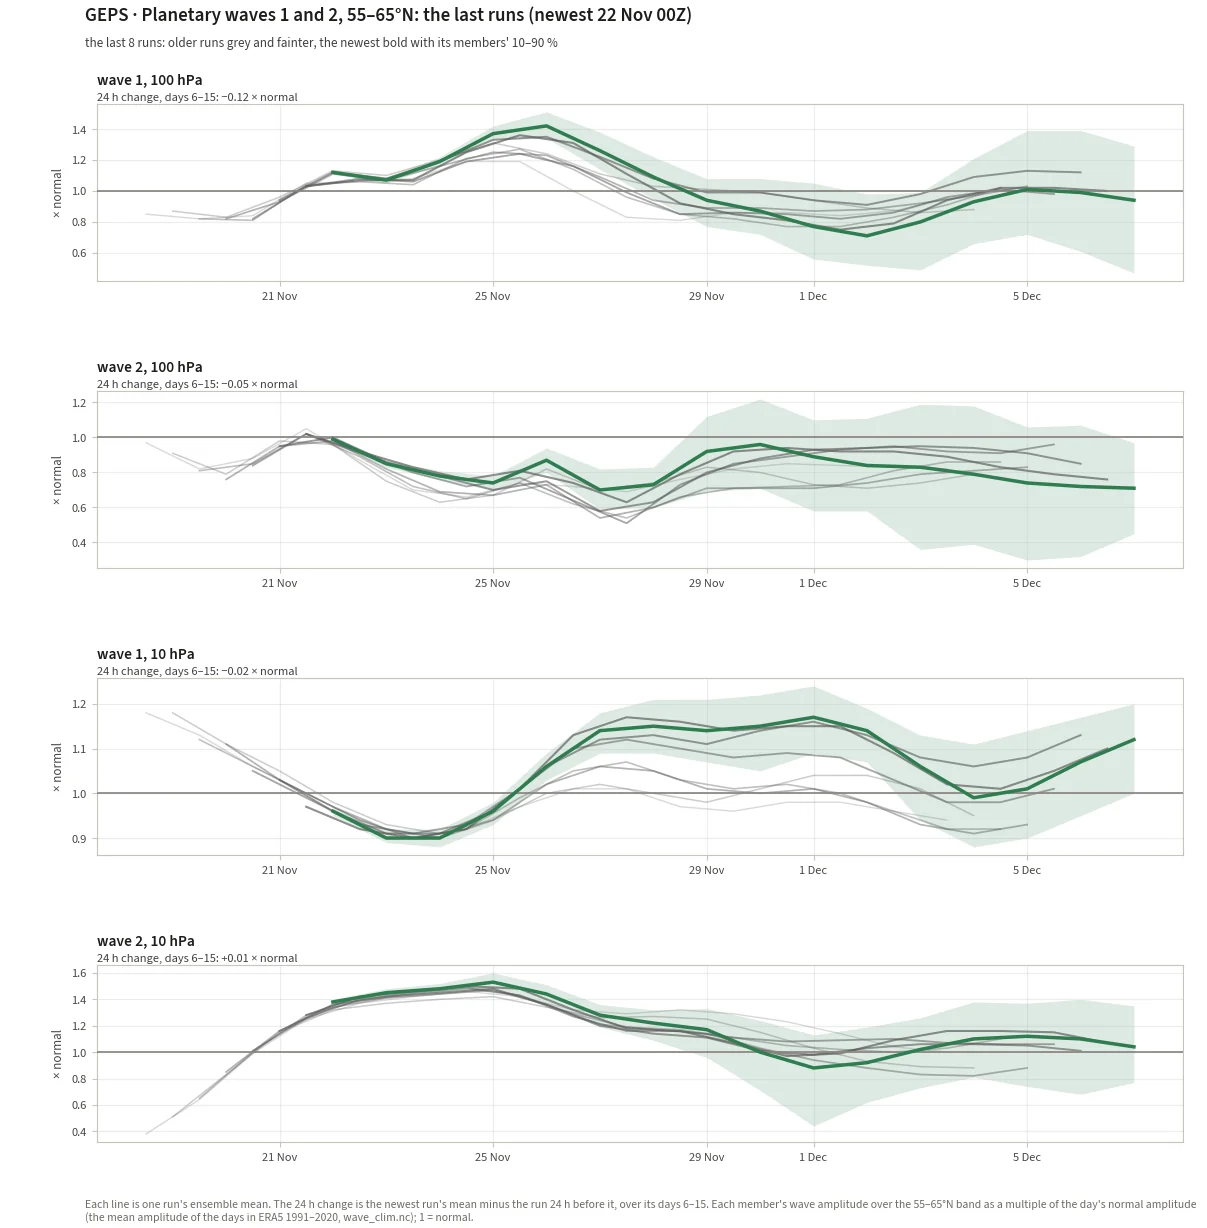 GEPS · Planetary waves 1 and 2, 55–65°N: the last runs (newest 22 Nov 00Z)
the last 8 runs: older runs grey and fainter, the newest bold with its members' 10–90 %
wave 1, 100 hPa
24 h change, days 6–15: −0.12 × normal
× normal
1.4
1.2
1.0
0.8
0.6
21 Nov
25 Nov
29 Nov
1 Dec
5 Dec
wave 2, 100 hPa
24 h change, days 6–15: −0.05 × normal
× normal
1.2
1.0
0.8
0.6
0.4
21 Nov
25 Nov
29 Nov
1 Dec
5 Dec
wave 1, 10 hPa
24 h change, days 6–15: −0.02 × normal
× normal
1.2
1.1
1.0
0.9
21 Nov
25 Nov
29 Nov
1 Dec
5 Dec
wave 2, 10 hPa
24 h change, days 6–15: +0.01 × normal
× normal
1.6
1.4
1.2
1.0
0.8
0.6
0.4
21 Nov
25 Nov
29 Nov
1 Dec
5 Dec
Each line is one run's ensemble mean. The 24 h change is the newest run's mean minus the run 24 h before it, over its days 6–15. Each member's wave amplitude over the 55–65°N band as a multiple of the day's normal amplitude
(the mean amplitude of the days in ERA5 1991–2020, wave_clim.nc); 1 = normal.